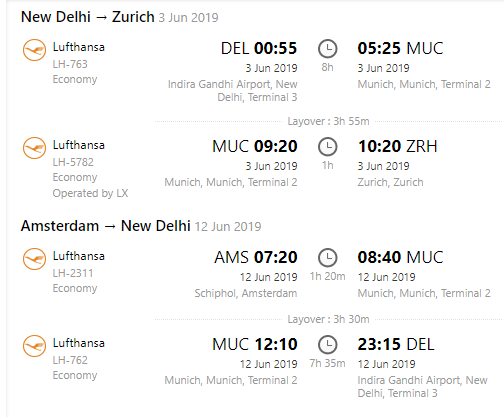 New Delhi → Zurich 3 Jun 2019
Lufthansa
LH-763
Economy
DEL 00:55
3 Jun 2019
Indira Gandhi Airport, New
Delhi, Terminal 3
8h
05:25 MUC
3 Jun 2019
Munich, Munich, Terminal 2
Layover : 3h 55m
Lufthansa
LH-5782
Economy
Operated by LX
MUC 09:20
3 Jun 2019
Munich, Munich, Terminal 2
1h
10:20 ZRH
3 Jun 2019
Zurich, Zurich
Amsterdam → New Delhi 12 Jun 2019
Lufthansa
LH-2311
Economy
AMS 07:20
12 Jun 2019
Schiphol, Amsterdam
1h 20m
08:40 MUC
12 Jun 2019
Munich, Munich, Terminal 2
Layover : 3h 30m
Lufthansa
LH-762
Economy
MUC 12:10
12 Jun 2019
Munich, Munich, Terminal 2
7h 35m
23:15 DEL
12 Jun 2019
Indira Gandhi Airport, New
Delhi, Terminal 3